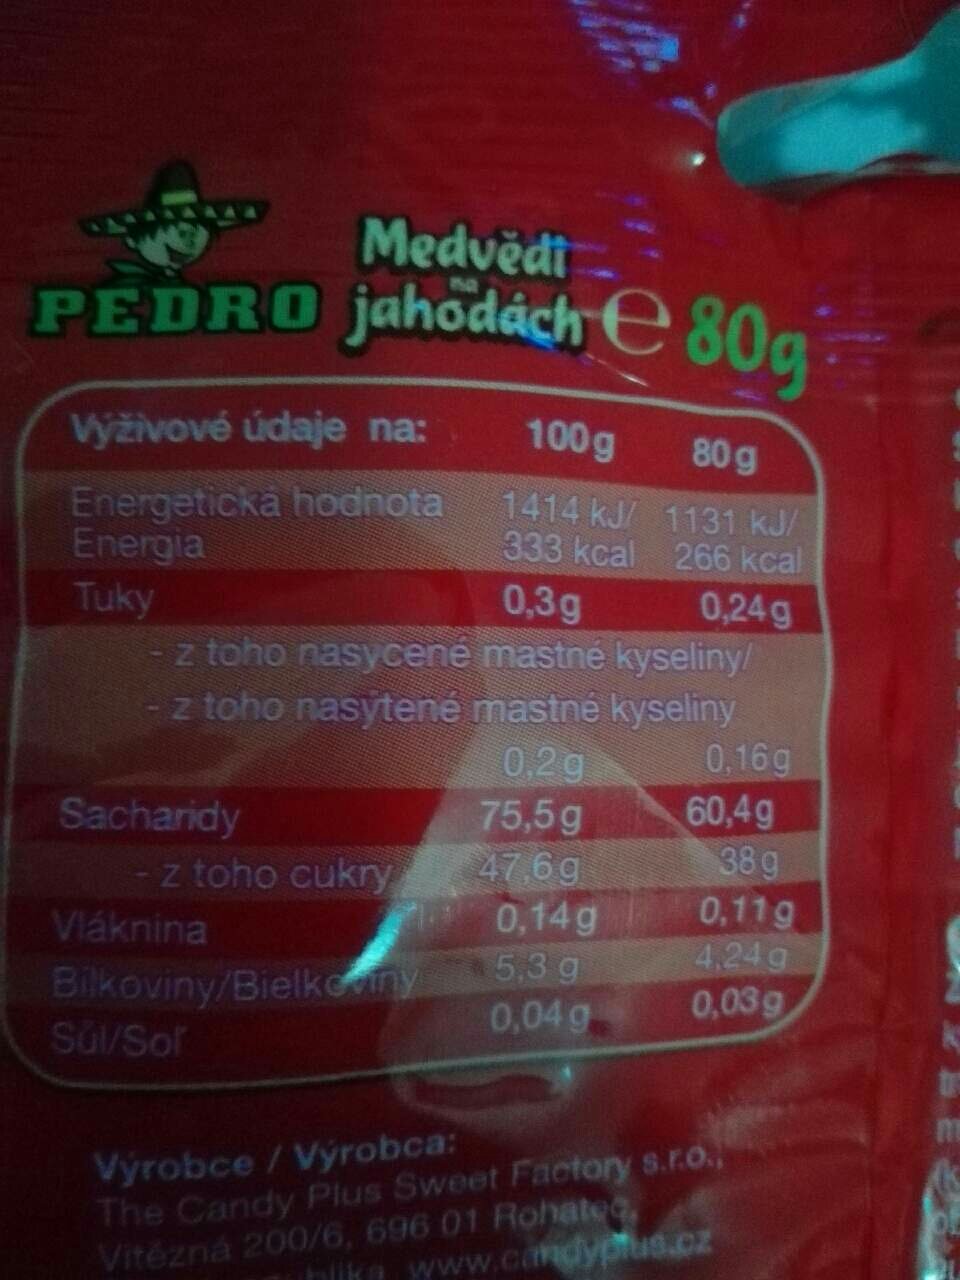 PEDRO
Medvědi
na
jahodách e 80g
Výživové údaje na: 100g 80g
Energetická hodnota 1414 kJ/ 1131 kJ/
Energia 333 kcal 266 kcal
Tuky 0,3g 0,24g
- z toho nasycené mastné kyseliny/
- z toho nasýtené mastné kyseliny
0,2g 0,16g
Sacharidy 75,5g 60,4g
- z toho cukry 47,6g 38g
Vláknina 0,14g 0,11g
Bílkoviny/Bielkoviny 5,3 g 4,24g
Sůl/Soľ 0,04g 0,03g
Výrobce / Výrobca:
The Candy Plus Sweet Factory s.r.o.,
Vítězná 200/6, 696 01 Rohatec,
www.candyplus.cz